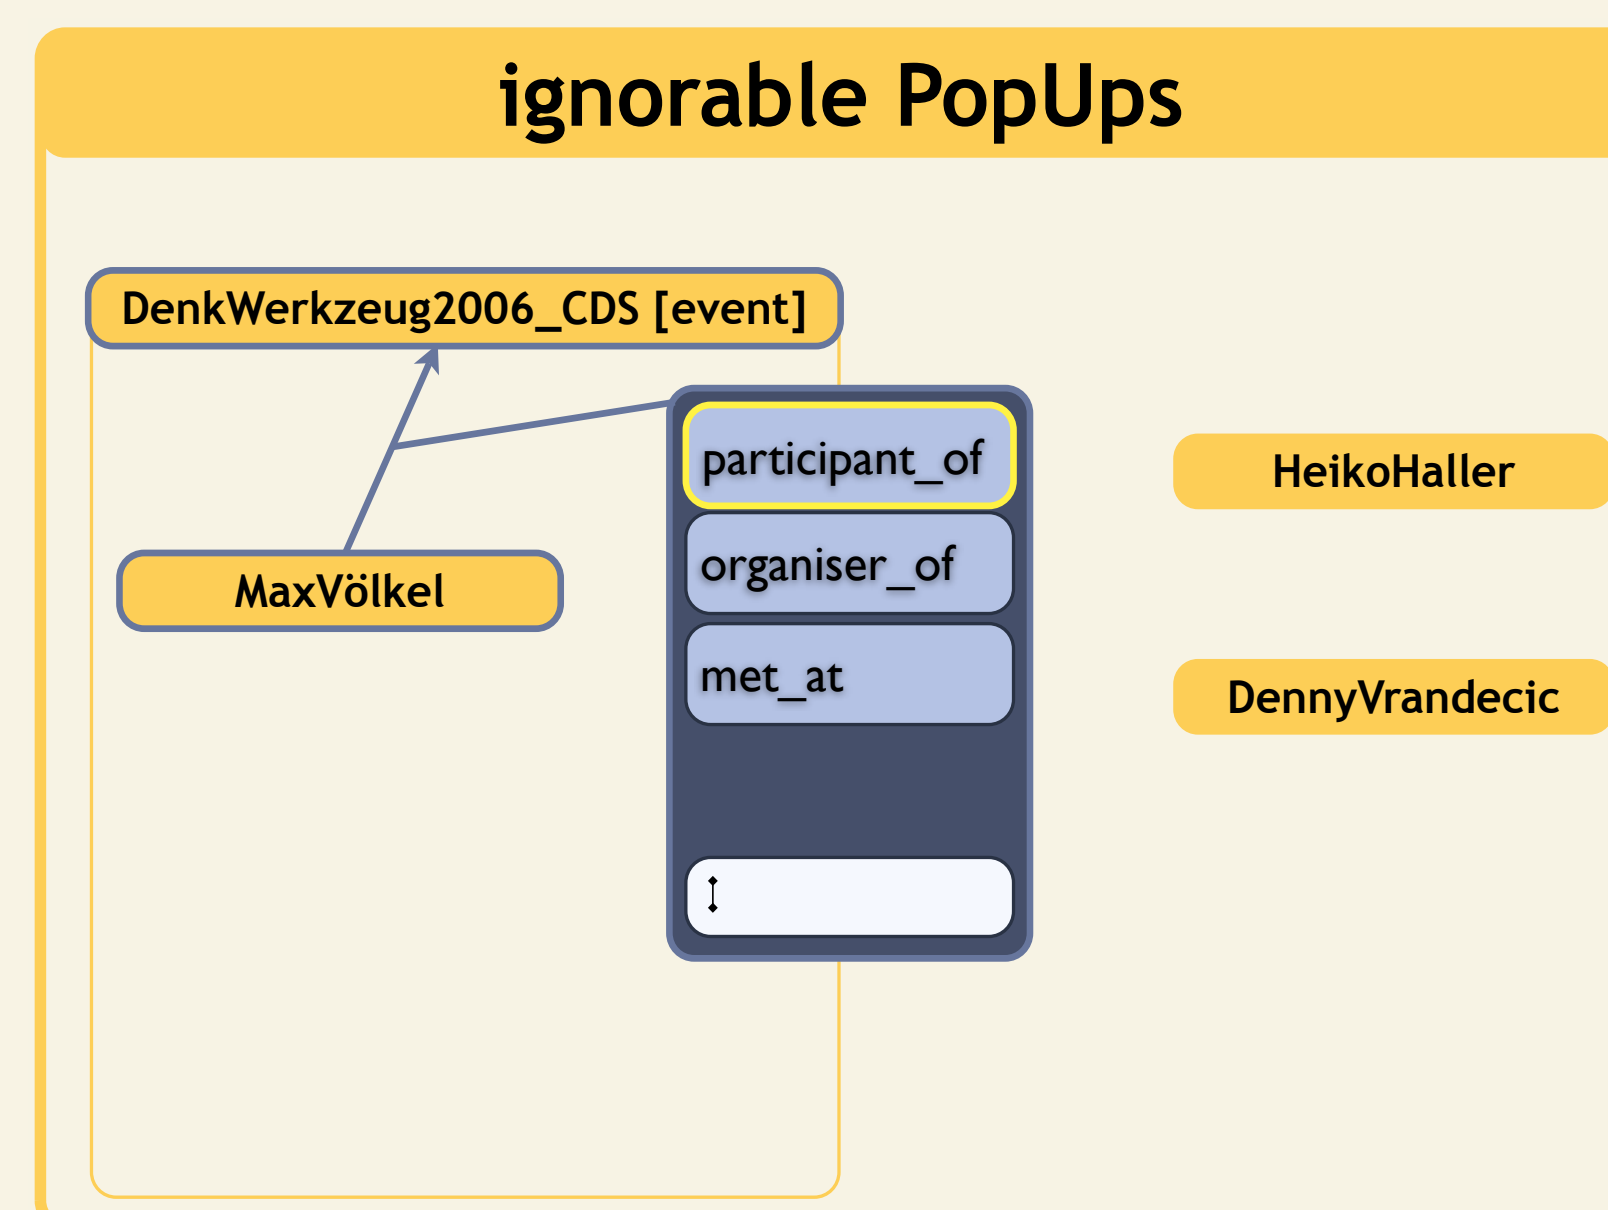 ignorable PopUps
DenkWerkzeug2006_CDS [event]
participant_of
HeikoHaller
organiser_of
MaxVölkel
met_at
DennyVrandecic